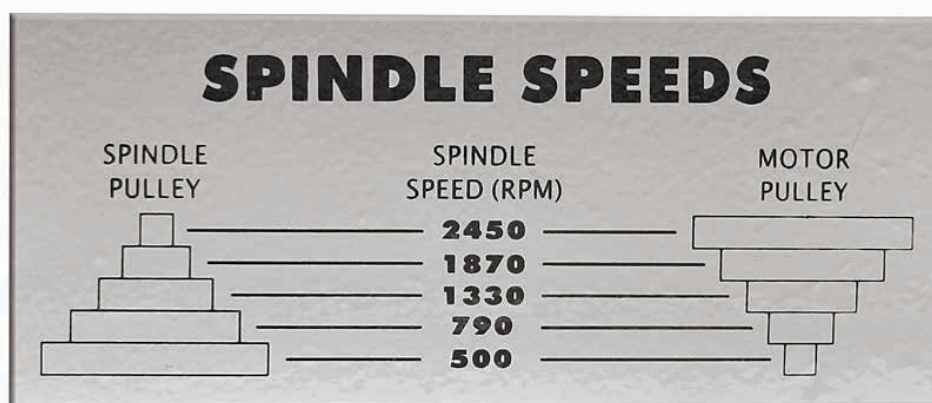 SPINDLE SPEEDS
SPINDLE
PULLEY
SPINDLE
SPEED (RPM)
MOTOR
PULLEY
2450
1870
1330
790
500